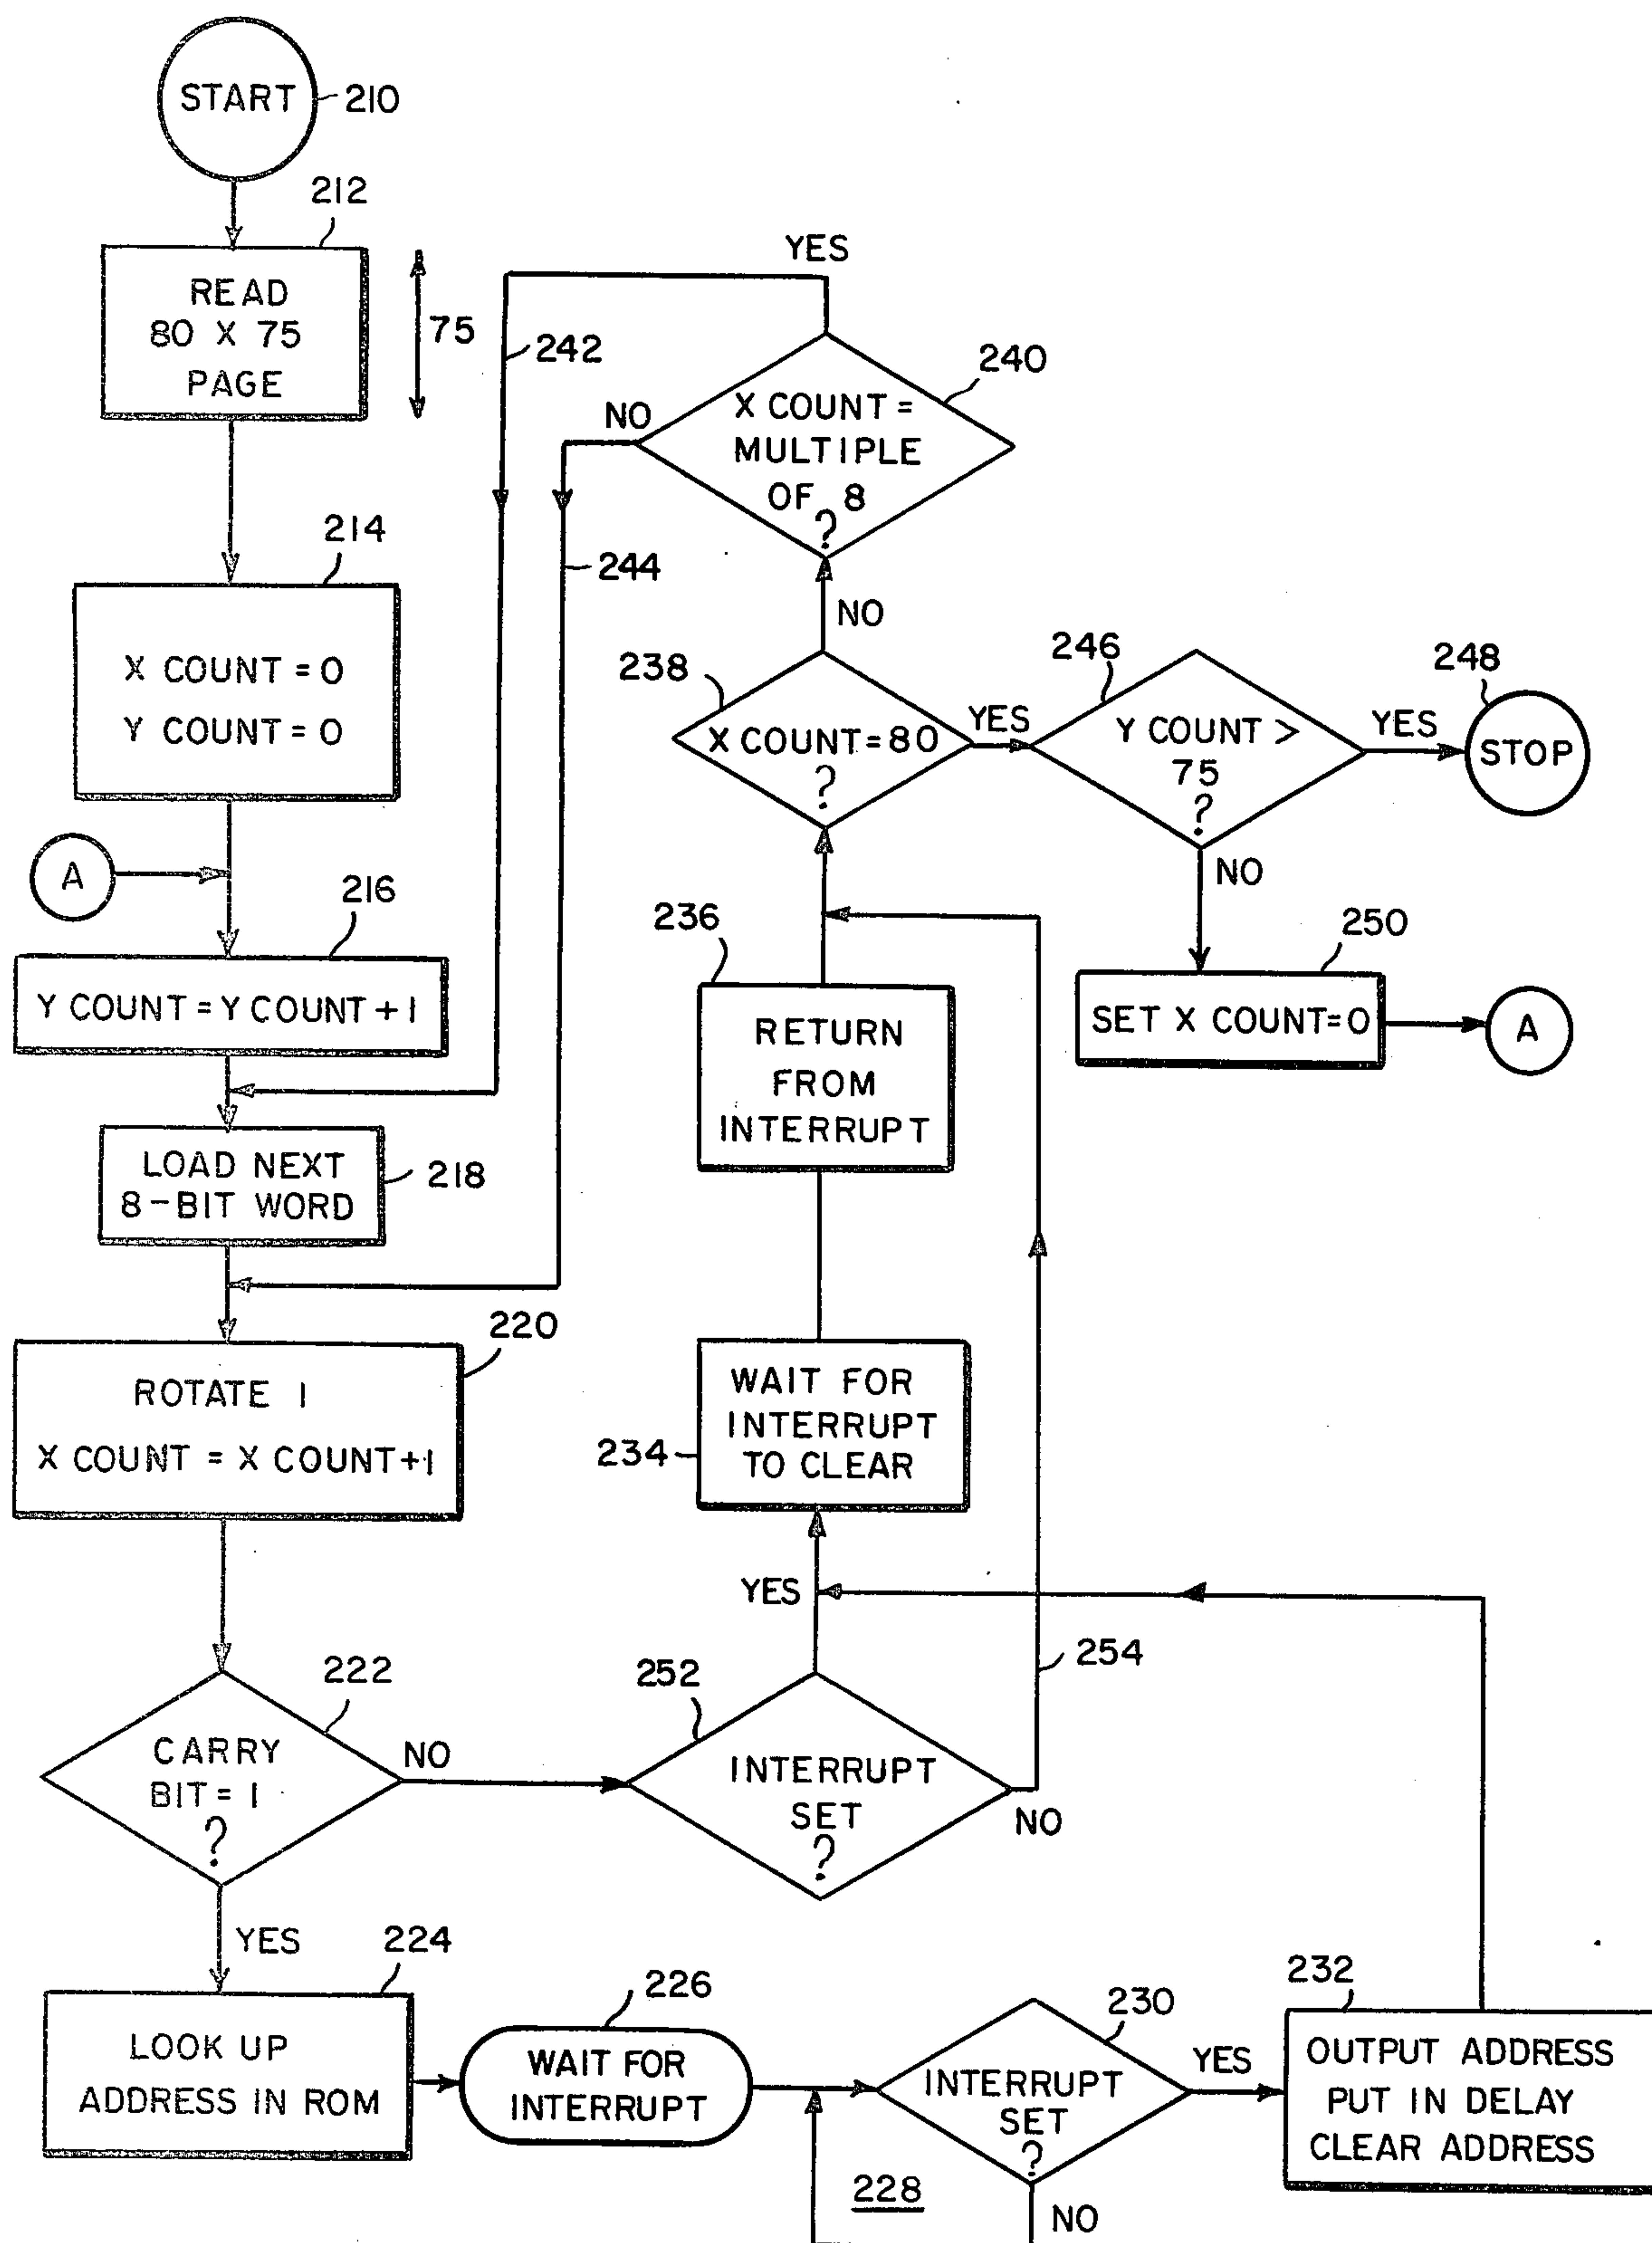 START
210
212
READ
80 X 75
PAGE
75
214
X COUNT = 0
Y COUNT = 0
A
216
Y COUNT = Y COUNT + 1
LOAD NEXT
8-BIT WORD
218
220
ROTATE 1
X COUNT = X COUNT+1
222
CARRY
BIT = 1
?
NO
YES
224
LOOK UP
ADDRESS IN ROM
226
WAIT FOR
INTERRUPT
228
230
INTERRUPT
SET
?
YES
NO
232
OUTPUT ADDRESS
PUT IN DELAY
CLEAR ADDRESS
252
INTERRUPT
SET
?
YES
NO
254
234
WAIT FOR
INTERRUPT
TO CLEAR
236
RETURN
FROM
INTERRUPT
238
X COUNT = 80
?
NO
YES
240
X COUNT =
MULTIPLE
OF 8
?
YES
NO
242
244
246
Y COUNT >
75
?
YES
NO
248
STOP
250
SET X COUNT=0
A